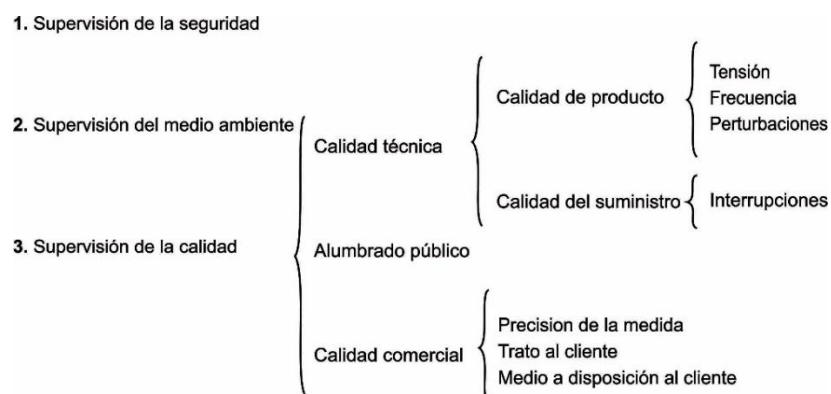 1. Supervisión de la seguridad
2. Supervisión del medio ambiente
3. Supervisión de la calidad
Calidad técnica
Calidad de producto
Tensión
Frecuencia
Perturbaciones
Calidad del suministro
Interrupciones
Alumbrado público
Calidad comercial
Precision de la medida
Trato al cliente
Medio a disposición al cliente